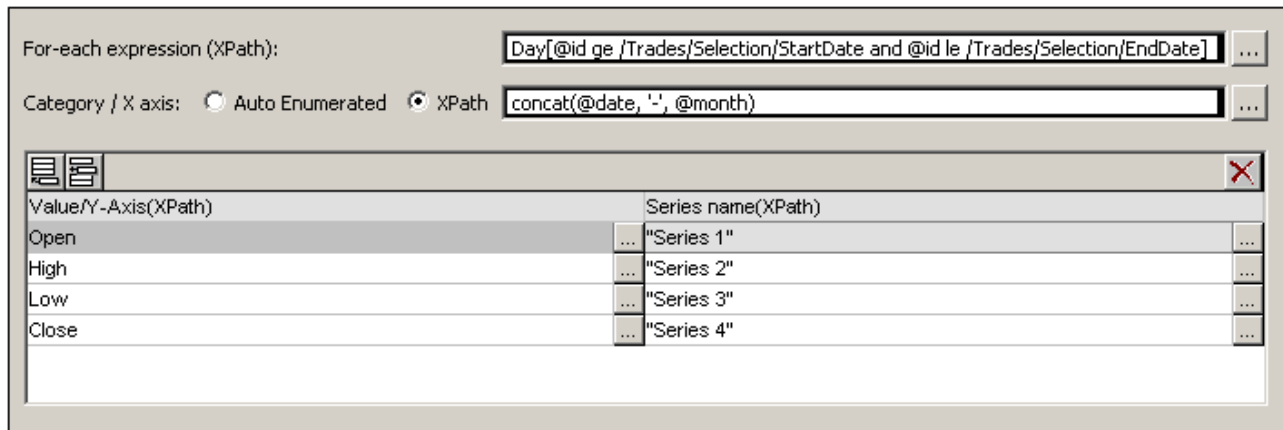 For-each expression (XPath): Day[@id ge /Trades/Selection/StartDate and @id le /Trades/Selection/EndDate] ...
Category / X axis: Auto Enumerated XPath concat(@date, '-', @month) ...
Value/Y-Axis(XPath) Series name(XPath)
Open ... "Series 1" ...
High ... "Series 2" ...
Low ... "Series 3" ...
Close ... "Series 4" ...